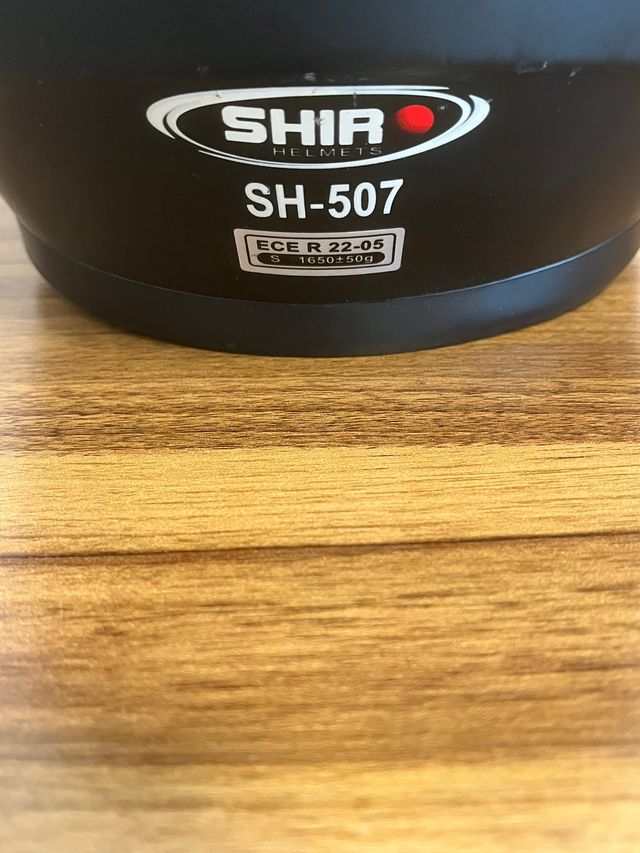 SHIRO
HELMETS
SH-507
ECE R 22-05
S 1650±50g